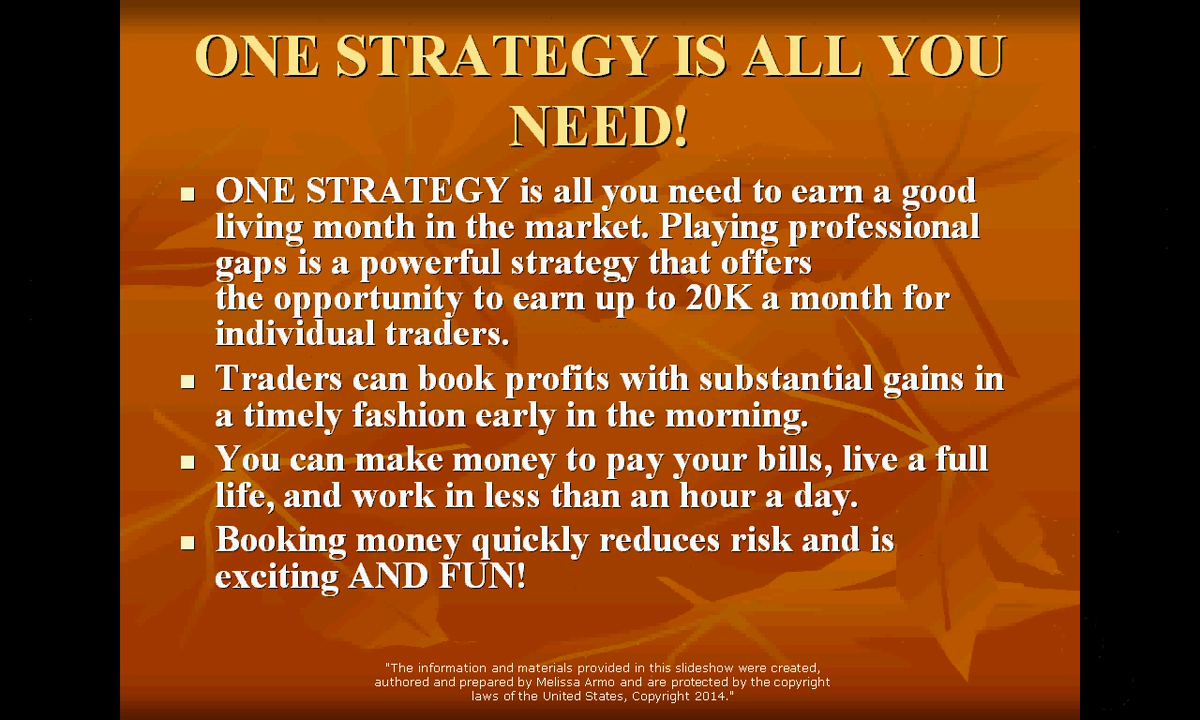 ONE STRATEGY IS ALL YOU
NEED!
ONE STRATEGY is all you need to earn a good
living month in the market. Playing professional
gaps is a powerful strategy that offers
the opportunity to earn up to 20K a month for
individual traders.
Traders can book profits with substantial gains in
a timely fashion early in the morning.
You can make money to pay your bills, live a full
life, and work in less than an hour a day.
Booking money quickly reduces risk and is
exciting AND FUN!
"The information and materials provided in this slideshow were created,
authored and prepared by Melissa Armo and are protected by the copyright
laws of the United States, Copyright 2014."